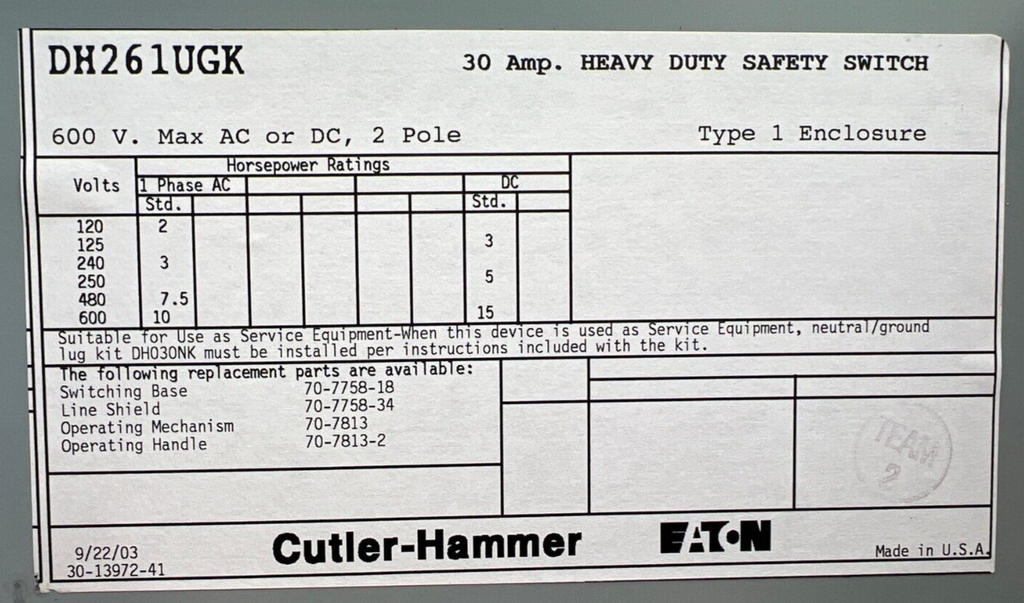 DH261UGK 30 Amp. HEAVY DUTY SAFETY SWITCH
600 V. Max AC or DC, 2 Pole Type 1 Enclosure
Horsepower Ratings
Volts 1 Phase AC DC
Std. Std.
120 2
125 3
240 3
250 5
480 7.5
600 10 15
Suitable for Use as Service Equipment-When this device is used as Service Equipment, neutral/ground
lug kit DH030NK must be installed per instructions included with the kit.
The following replacement parts are available:
Switching Base 70-7758-18
Line Shield 70-7758-34
Operating Mechanism 70-7813
Operating Handle 70-7813-2
TEAM
2
9/22/03
30-13972-41
Cutler-Hammer EATON
Made in U.S.A.